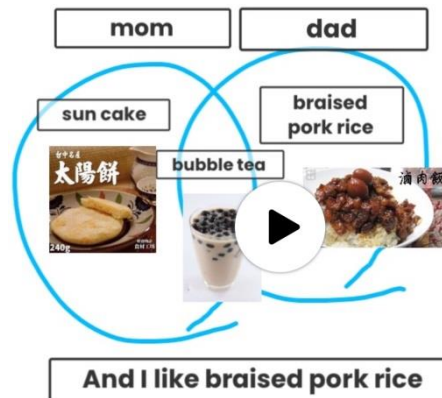 mom
dad
sun cake
braised
pork rice
bubble tea
台中名產
太陽餅
240g
滷肉飯
And I like braised pork rice